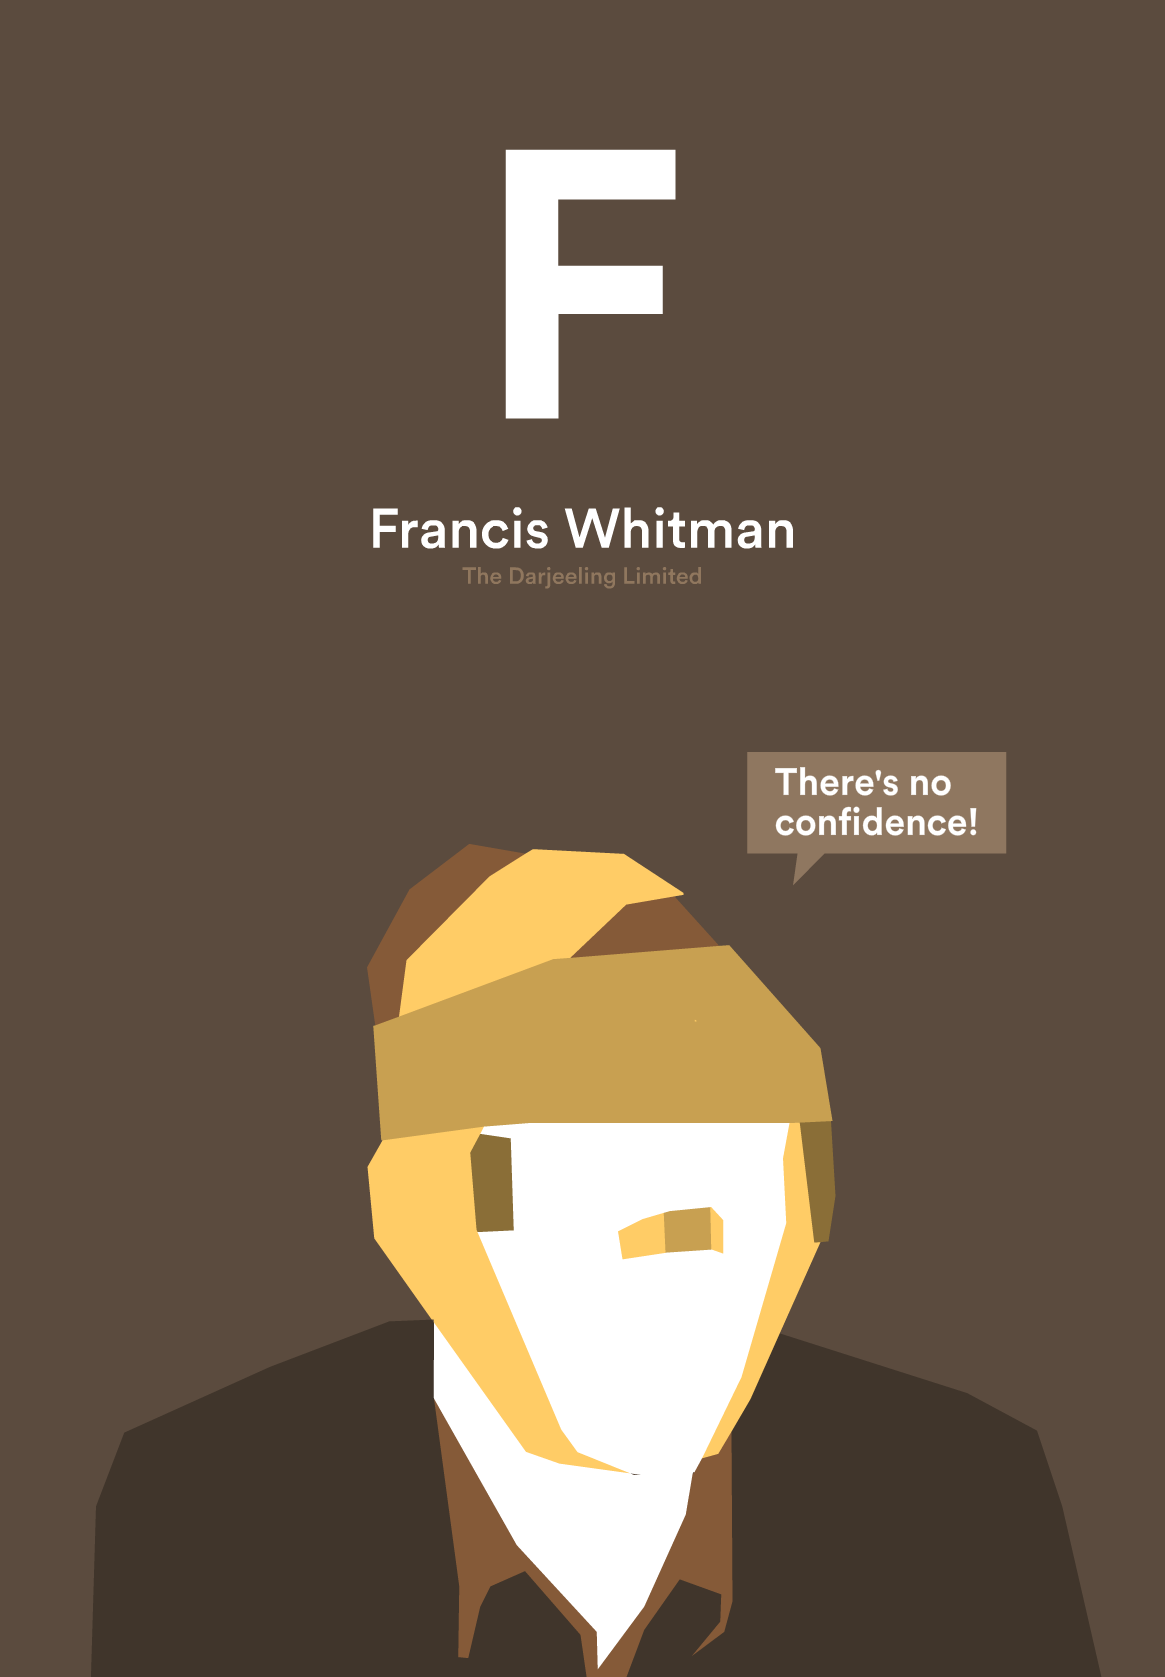 F
Francis Whitman
The Darjeeling Limited
There's no
confidence!